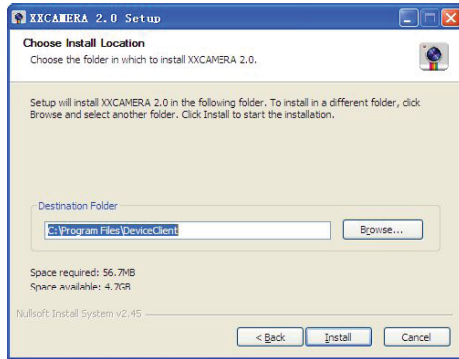 XXCAMERA 2.0 Setup
Choose Install Location
Choose the folder in which to install XXCAMERA 2.0.
Setup will install XXCAMERA 2.0 in the following folder. To install in a different folder, click
Browse and select another folder. Click Install to start the installation.
Destination Folder
C:\Program Files\DeviceClient
Browse...
Space required: 56.7MB
Space available: 4.7GB
Nullsoft Install System v2.45
< Back
Install
Cancel